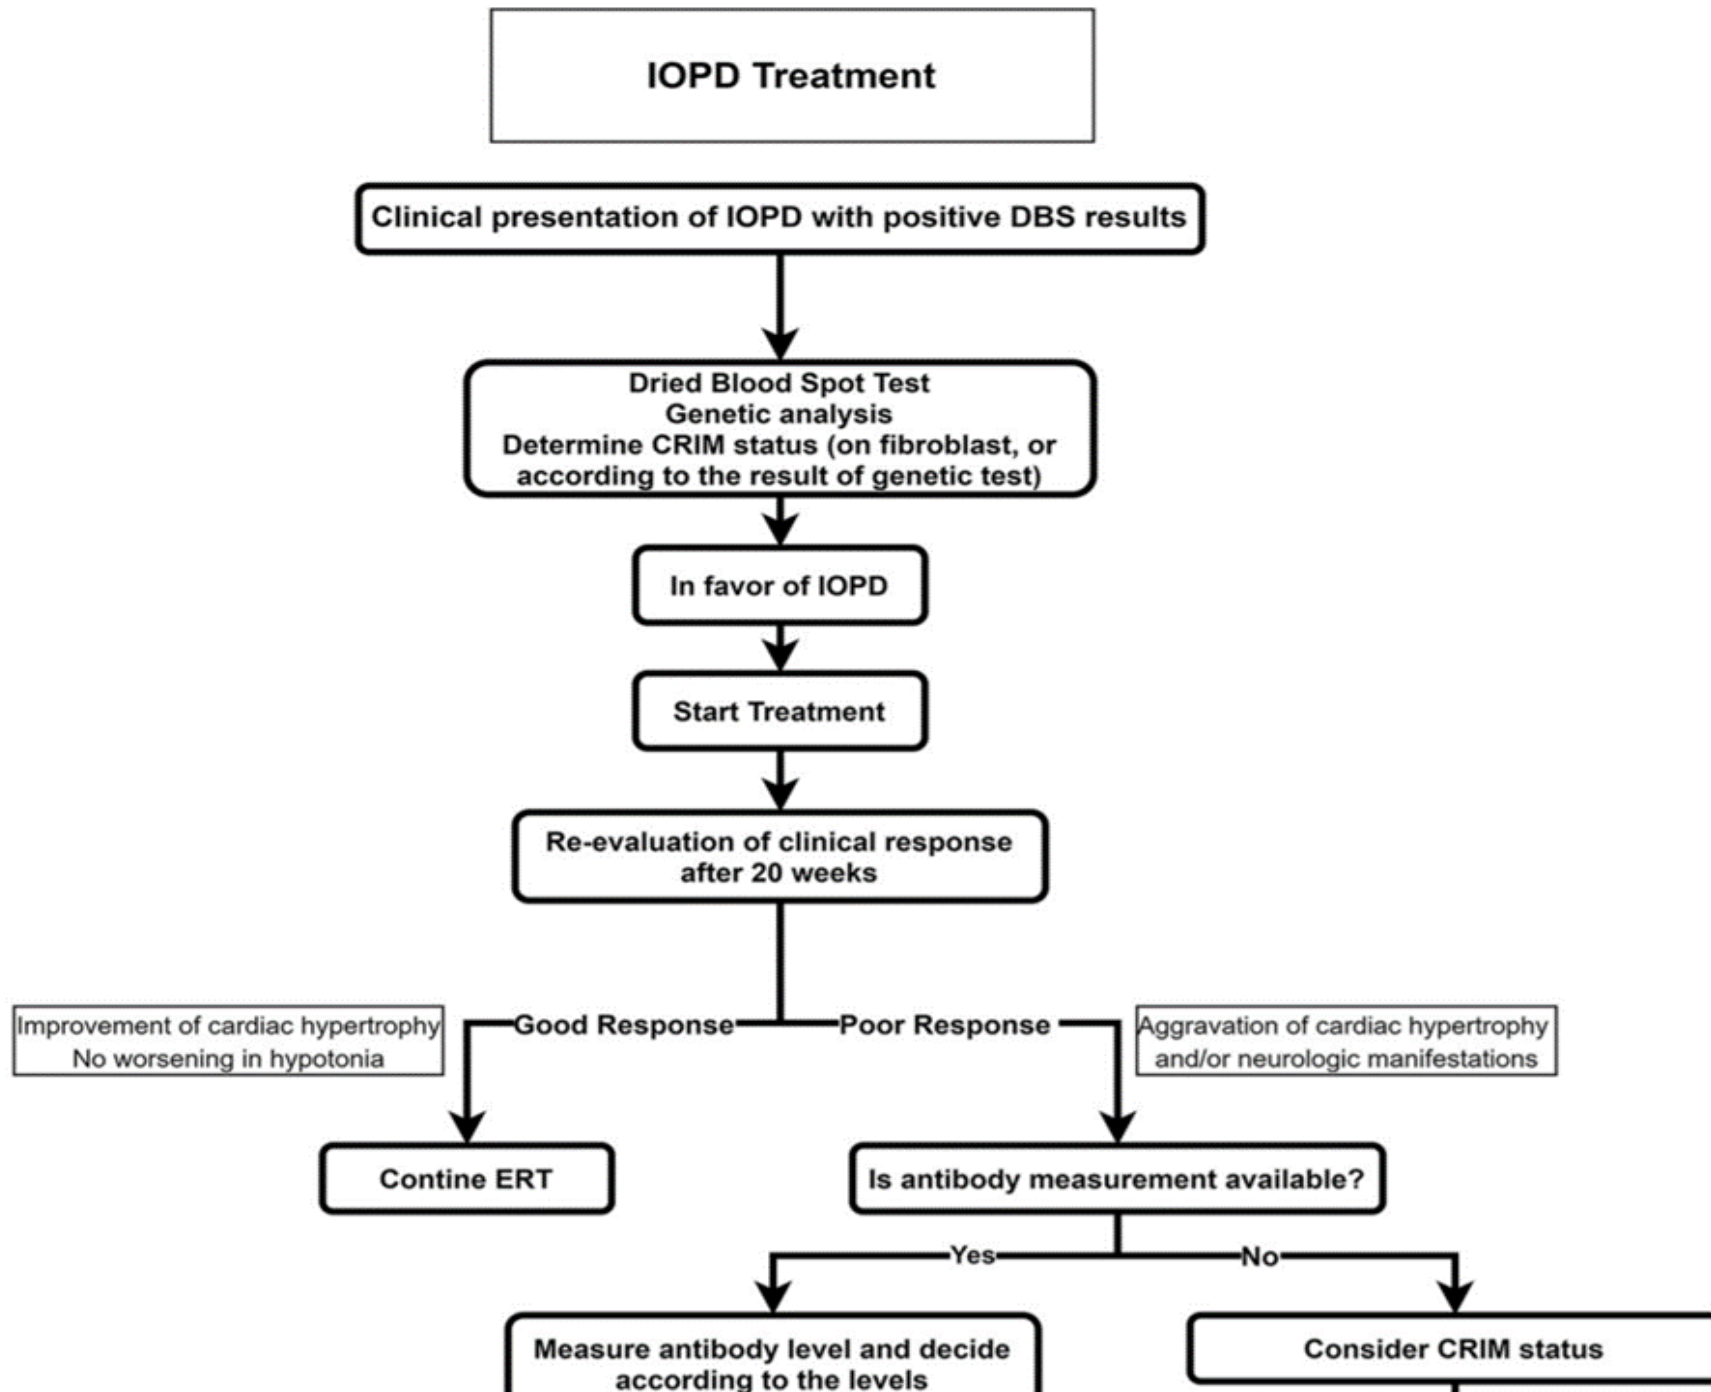 IOPD Treatment
Clinical presentation of IOPD with positive DBS results
Dried Blood Spot Test
Genetic analysis
Determine CRIM status (on fibroblast, or
according to the result of genetic test)
In favor of IOPD
Start Treatment
Re-evaluation of clinical response
after 20 weeks
Improvement of cardiac hypertrophy
No worsening in hypotonia
Good Response
Poor Response
Aggravation of cardiac hypertrophy
and/or neurologic manifestations
Contine ERT
Is antibody measurement available?
Yes
No
Measure antibody level and decide
according to the levels
Consider CRIM status